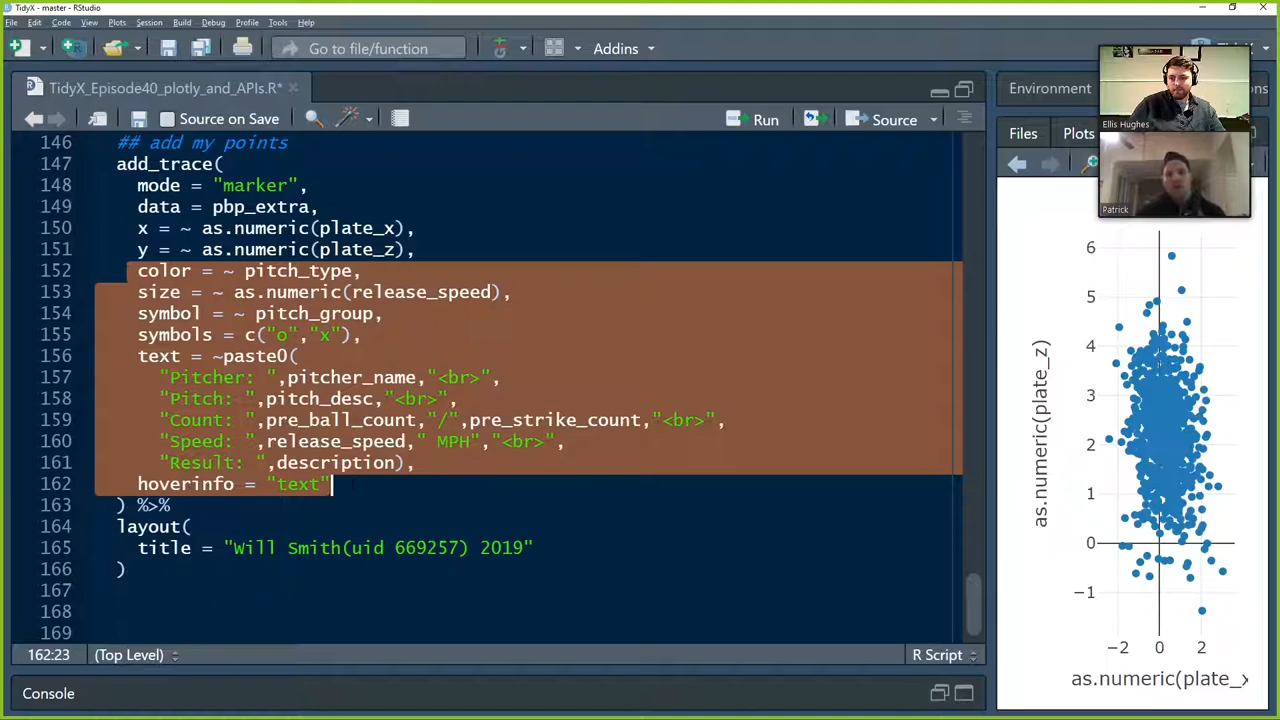 TidyX - master - RStudio
File Edit Code View Plots Session Build Debug Profile Tools Help
Go to file/function
Addins
TidyX_Episode40_plotly_and_APIs.R*
Source on Save
Run
Source
146 ## add my points
147 add_trace(
148 mode = "marker",
149 data = pbp_extra,
150 x = ~ as.numeric(plate_x),
151 y = ~ as.numeric(plate_z),
152 color = ~ pitch_type,
153 size = ~ as.numeric(release_speed),
154 symbol = ~ pitch_group,
155 symbols = c("o","x"),
156 text = ~paste0(
157 "Pitcher: ",pitcher_name,"<br>",
158 "Pitch: ",pitch_desc,"<br>",
159 "Count: ",pre_ball_count,"/",pre_strike_count,"<br>",
160 "Speed: ",release_speed," MPH","<br>",
161 "Result: ",description),
162 hoverinfo = "text"
163 ) %>%
164 layout(
165 title = "Will Smith(uid 669257) 2019"
166 )
167
168
169
162:23 (Top Level) R Script
Console
Environment
Files Plots
Ellis Hughes
Patrick
6
5
4
3
2
1
0
−1
−2 0 2
as.numeric(plate_z)
as.numeric(plate_x